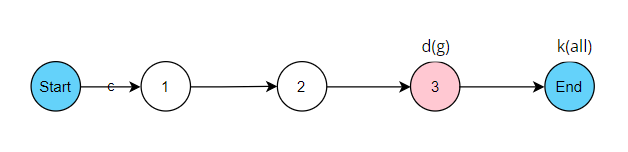 d(g) k(all)
Start c 1 2 3 End